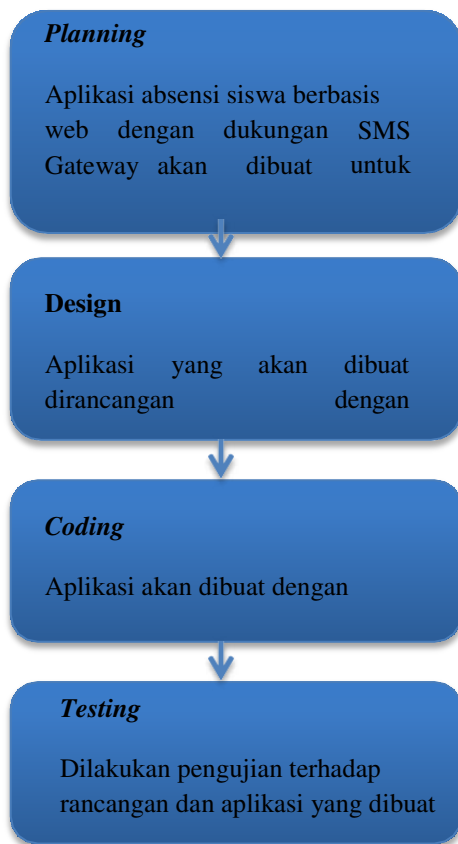 Planning
Aplikasi absensi siswa berbasis
web dengan dukungan SMS
Gateway akan dibuat untuk
Design
Aplikasi yang akan dibuat
dirancangan dengan
Coding
Aplikasi akan dibuat dengan
Testing
Dilakukan pengujian terhadap
rancangan dan aplikasi yang dibuat